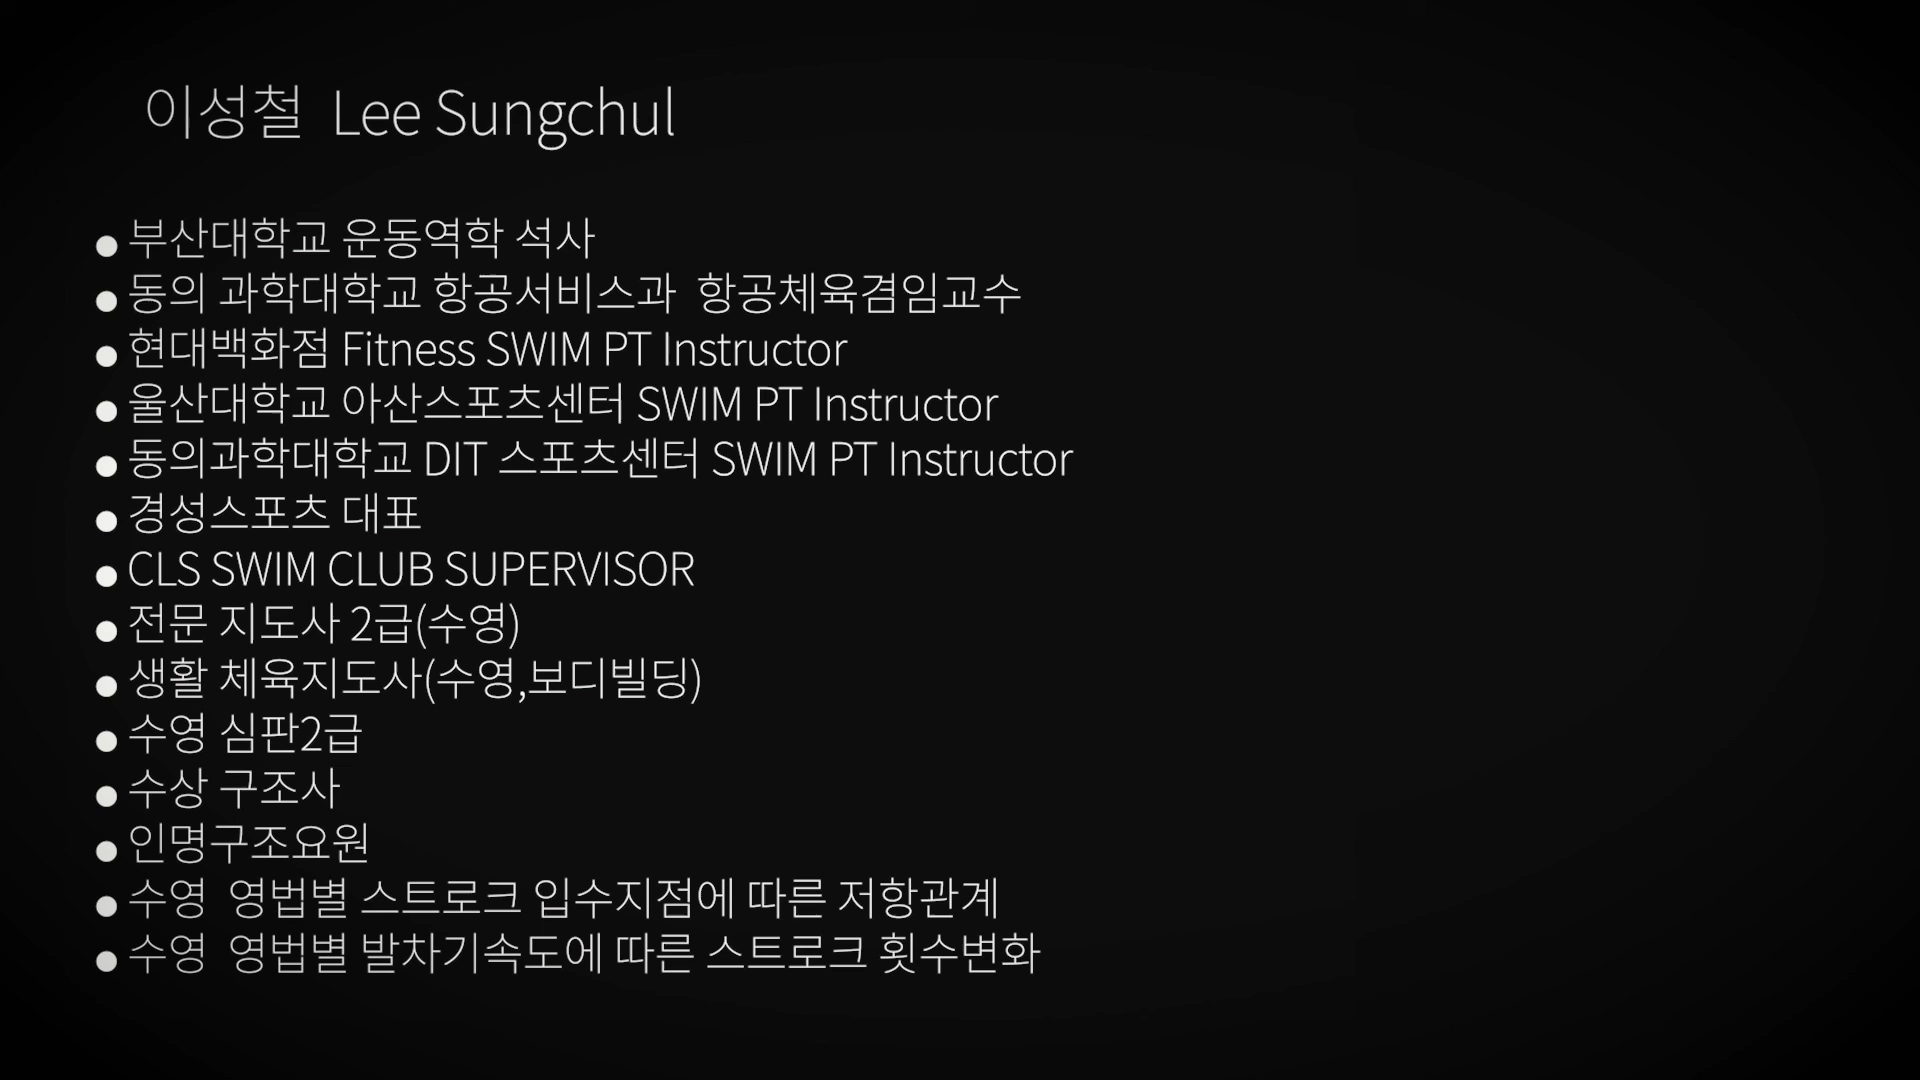 이성철 Lee Sungchul
● 부산대학교 운동역학 석사
● 동의 과학대학교 항공서비스과 항공체육겸임교수
● 현대백화점 Fitness SWIM PT Instructor
● 울산대학교 아산스포츠센터 SWIM PT Instructor
● 동의과학대학교 DIT 스포츠센터 SWIM PT Instructor
● 경성스포츠 대표
● CLS SWIM CLUB SUPERVISOR
● 전문 지도사 2급(수영)
● 생활 체육지도사(수영,보디빌딩)
● 수영 심판2급
● 수상 구조사
● 인명구조요원
● 수영 영법별 스트로크 입수지점에 따른 저항관계
● 수영 영법별 발차기속도에 따른 스트로크 횟수변화